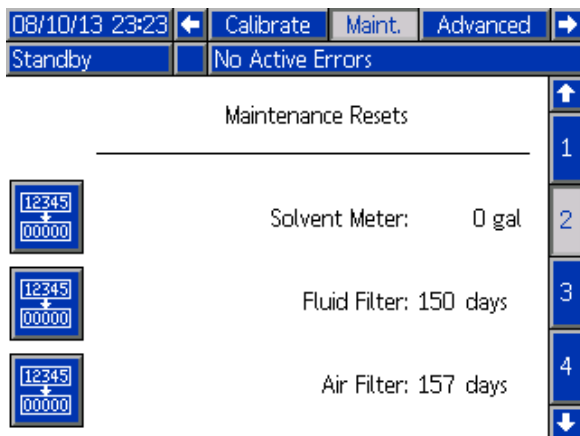 08/10/13 23:23 Calibrate Maint. Advanced
Standby No Active Errors
Maintenance Resets
1
12345
00000
Solvent Meter: 0 gal
2
12345
00000
Fluid Filter: 150 days
3
12345
00000
Air Filter: 157 days
4